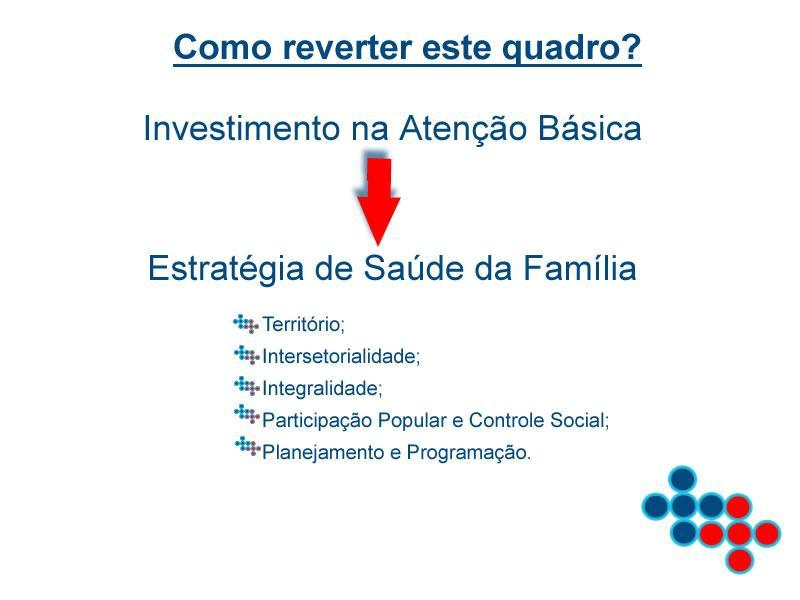 Como reverter este quadro?
Investimento na Atenção Básica
Estratégia de Saúde da Família
Território;
Intersetorialidade;
Integralidade;
Participação Popular e Controle Social;
Planejamento e Programação.